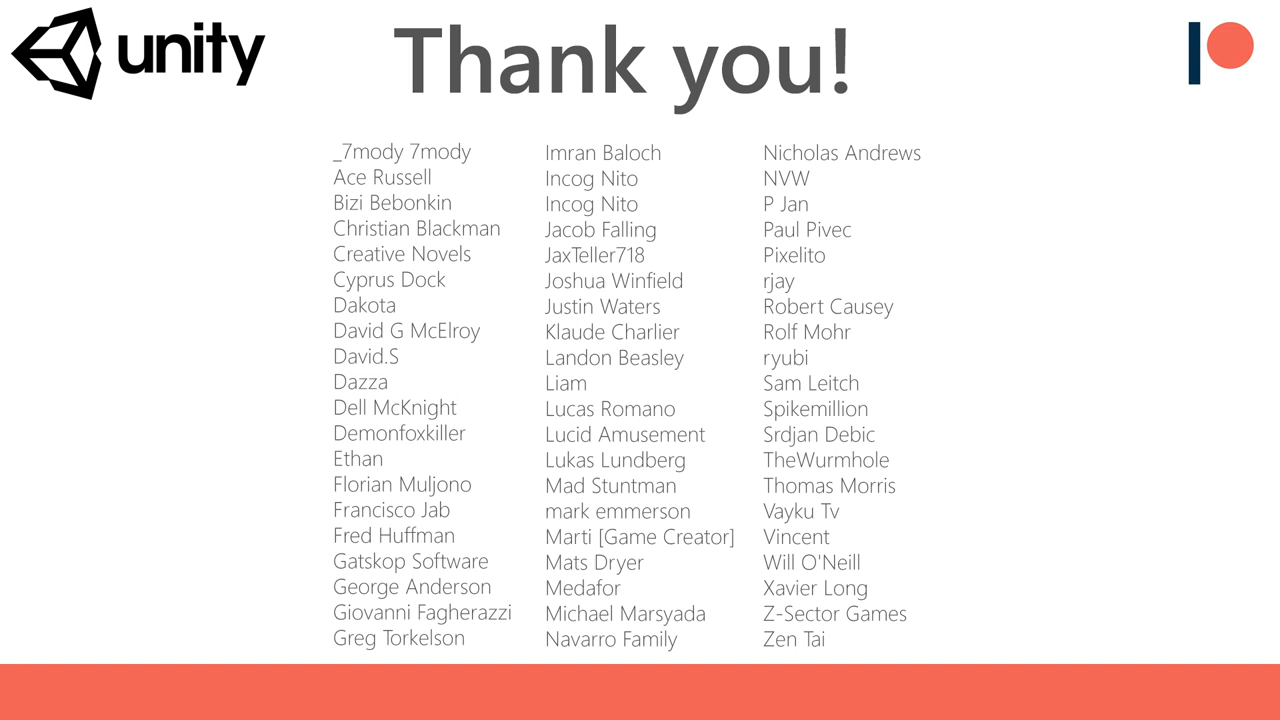 unity
Thank you!
_7mody 7mody
Ace Russell
Bizi Bebonkin
Christian Blackman
Creative Novels
Cyprus Dock
Dakota
David G McElroy
David.S
Dazza
Dell McKnight
Demonfoxkiller
Ethan
Florian Muljono
Francisco Jab
Fred Huffman
Gatskop Software
George Anderson
Giovanni Fagherazzi
Greg Torkelson
Imran Baloch
Incog Nito
Incog Nito
Jacob Falling
JaxTeller718
Joshua Winfield
Justin Waters
Klaude Charlier
Landon Beasley
Liam
Lucas Romano
Lucid Amusement
Lukas Lundberg
Mad Stuntman
mark emmerson
Marti [Game Creator]
Mats Dryer
Medafor
Michael Marsyada
Navarro Family
Nicholas Andrews
NVW
P Jan
Paul Pivec
Pixelito
rjay
Robert Causey
Rolf Mohr
ryubi
Sam Leitch
Spikemillion
Srdjan Debic
TheWurmhole
Thomas Morris
Vayku Tv
Vincent
Will O'Neill
Xavier Long
Z-Sector Games
Zen Tai